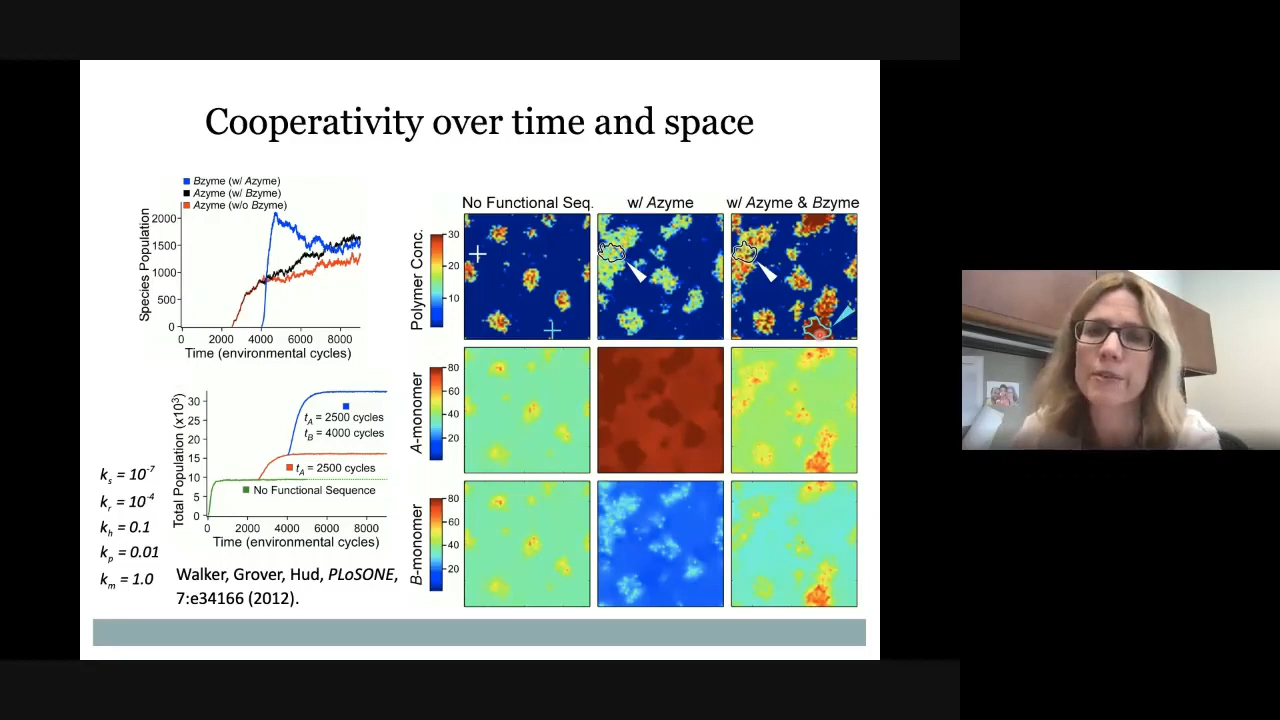 Cooperativity over time and space
Bzyme (w/ Azyme)
Azyme (w/ Bzyme)
Azyme (w/o Bzyme)
Species Population
2000
1500
1000
500
0
0 2000 4000 6000 8000
Time (environmental cycles)
Total Population (x10³)
30
25
20
15
10
5
0
tA = 2500 cycles
tB = 4000 cycles
tA = 2500 cycles
No Functional Sequence
0 2000 4000 6000 8000
Time (environmental cycles)
ks = 10-7
kr = 10-4
kh = 0.1
kp = 0.01
km = 1.0
Walker, Grover, Hud, PLoSONE,
7:e34166 (2012).
No Functional Seq. w/ Azyme w/ Azyme & Bzyme
Polymer Conc.
30
20
10
A-monomer
80
60
40
20
B-monomer
80
60
40
20